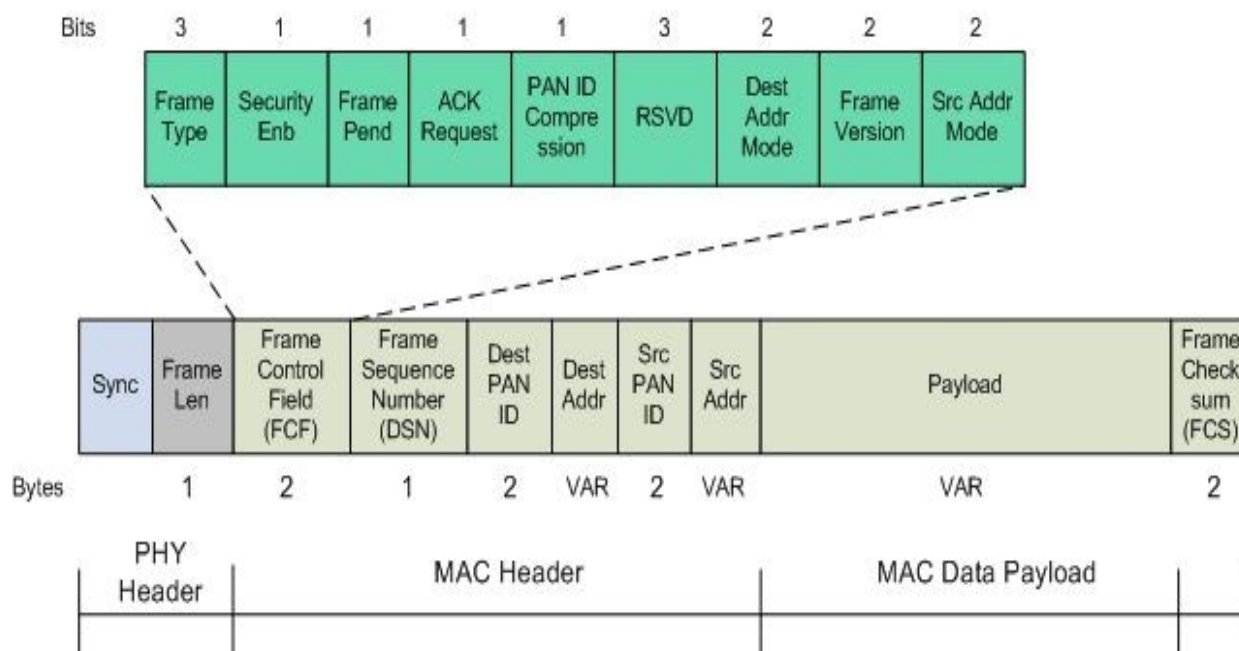 Bits 3 1 1 1 1 3 2 2 2
Frame Type
Security Enb
Frame Pend
ACK Request
PAN ID Compre ssion
RSVD
Dest Addr Mode
Frame Version
Src Addr Mode
Sync
Frame Len
Frame Control Field (FCF)
Frame Sequence Number (DSN)
Dest PAN ID
Dest Addr
Src PAN ID
Src Addr
Payload
Frame Check sum (FCS)
Bytes 1 2 1 2 VAR 2 VAR VAR 2
PHY Header
MAC Header
MAC Data Payload